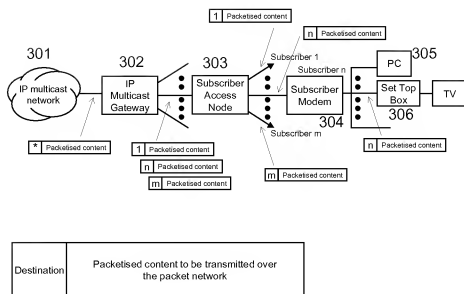 1 Packetised content
n Packetised content
301
302
303
305
Subscriber 1
PC
IP multicast
network
IP
Multicast
Gateway
Subscriber
Access
Node
Subscriber n
Subscriber
Modem
Set Top
Box
TV
304
306
Subscriber m
* Packetised content
1 Packetised content
n Packetised content
m Packetised content
m Packetised content
n Packetised content
Destination
Packetised content to be transmitted over
the packet network